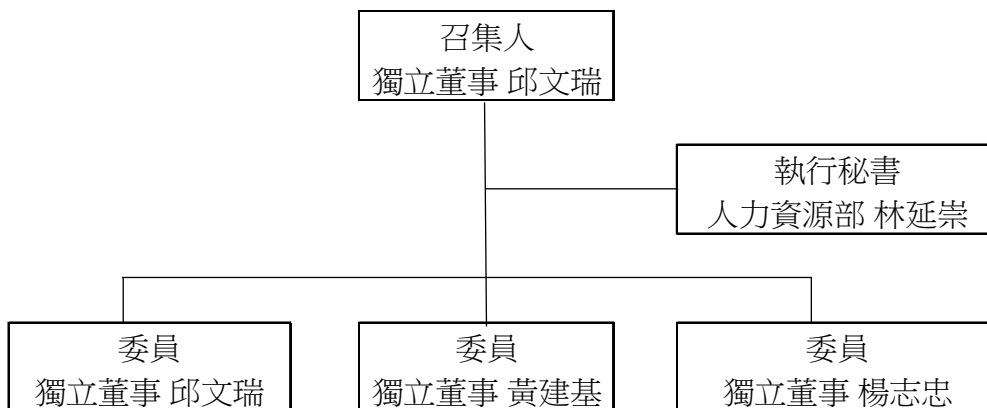 召集人
獨立董事 邱文瑞
執行秘書
人力資源部 林延崇
委員
獨立董事 邱文瑞
委員
獨立董事 黃建基
委員
獨立董事 楊志忠